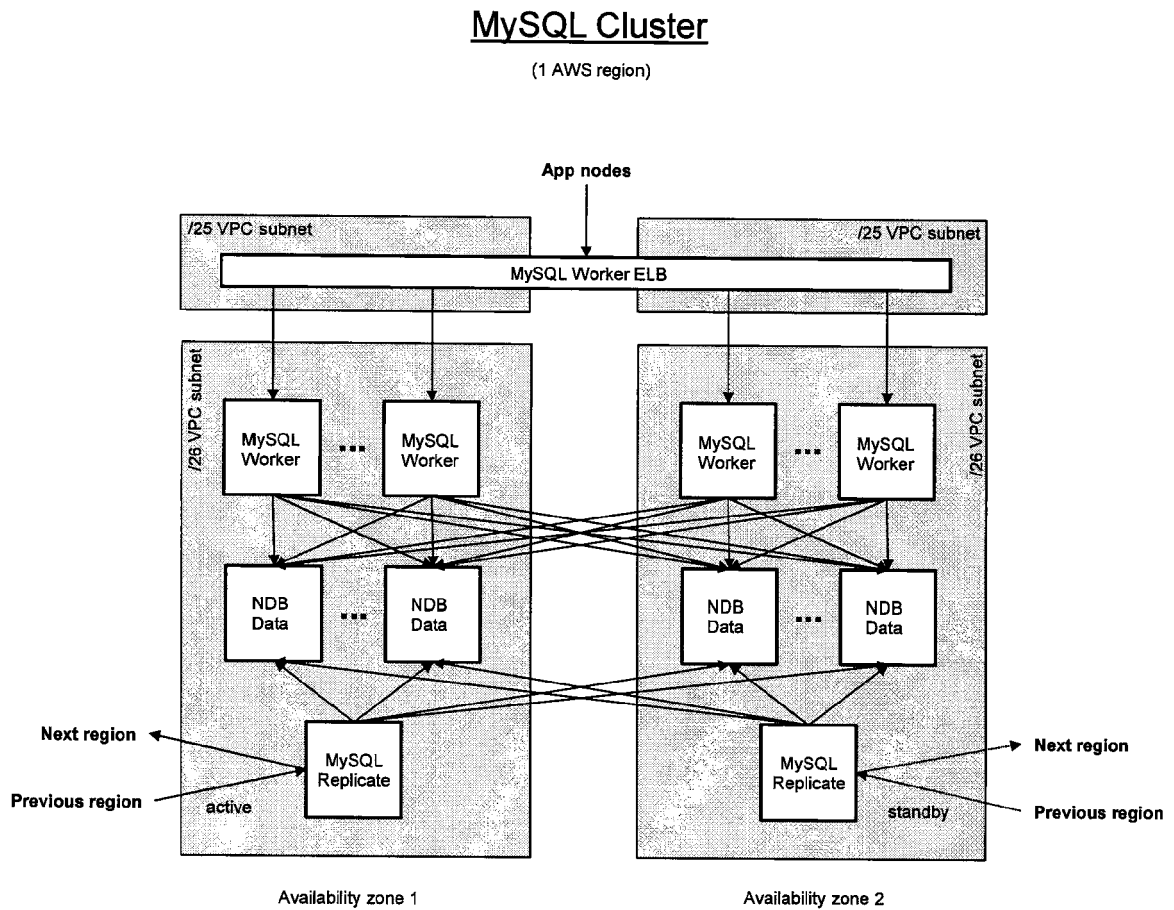 MySQL Cluster
(1 AWS region)
App nodes
/25 VPC subnet
/25 VPC subnet
MySQL Worker ELB
/26 VPC subnet
/26 VPC subnet
MySQL
Worker
...
MySQL
Worker
MySQL
Worker
...
MySQL
Worker
NDB
Data
...
NDB
Data
NDB
Data
...
NDB
Data
Next region
Previous region
active
MySQL
Replicate
MySQL
Replicate
standby
Next region
Previous region
Availability zone 1
Availability zone 2